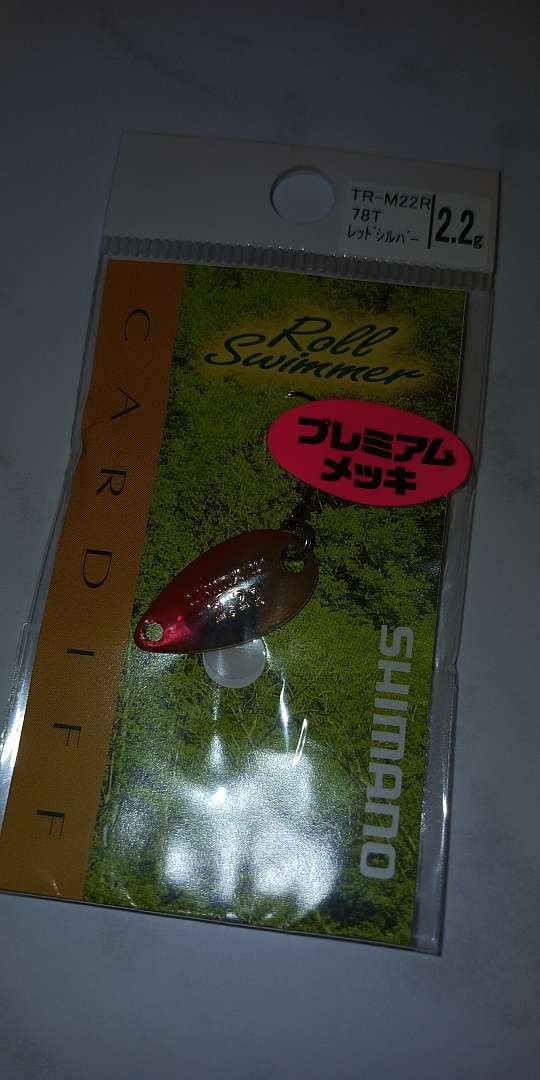 TR-M22R
78T
レッドシルバー
2.2g
Roll
Swimmer
プレミアム
メッキ
CARDIFF
SHIMANO